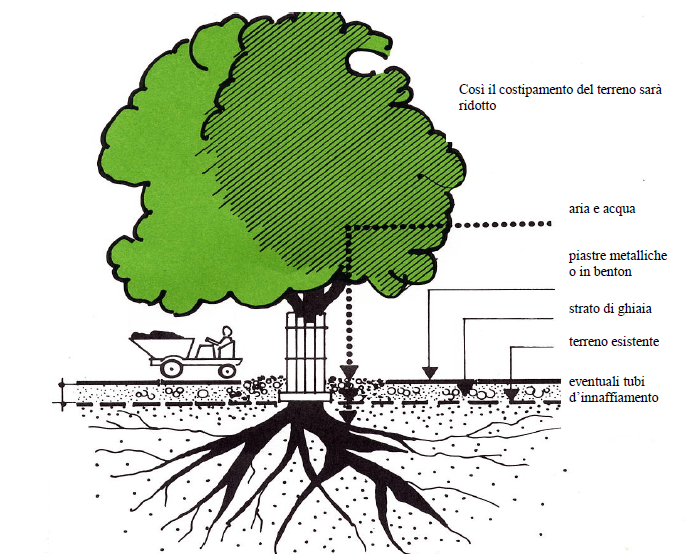 Così il costipamento del terreno sarà
ridotto
aria e acqua
piastre metalliche
o in benton
strato di ghiaia
terreno esistente
eventuali tubi
d’innaffiamento